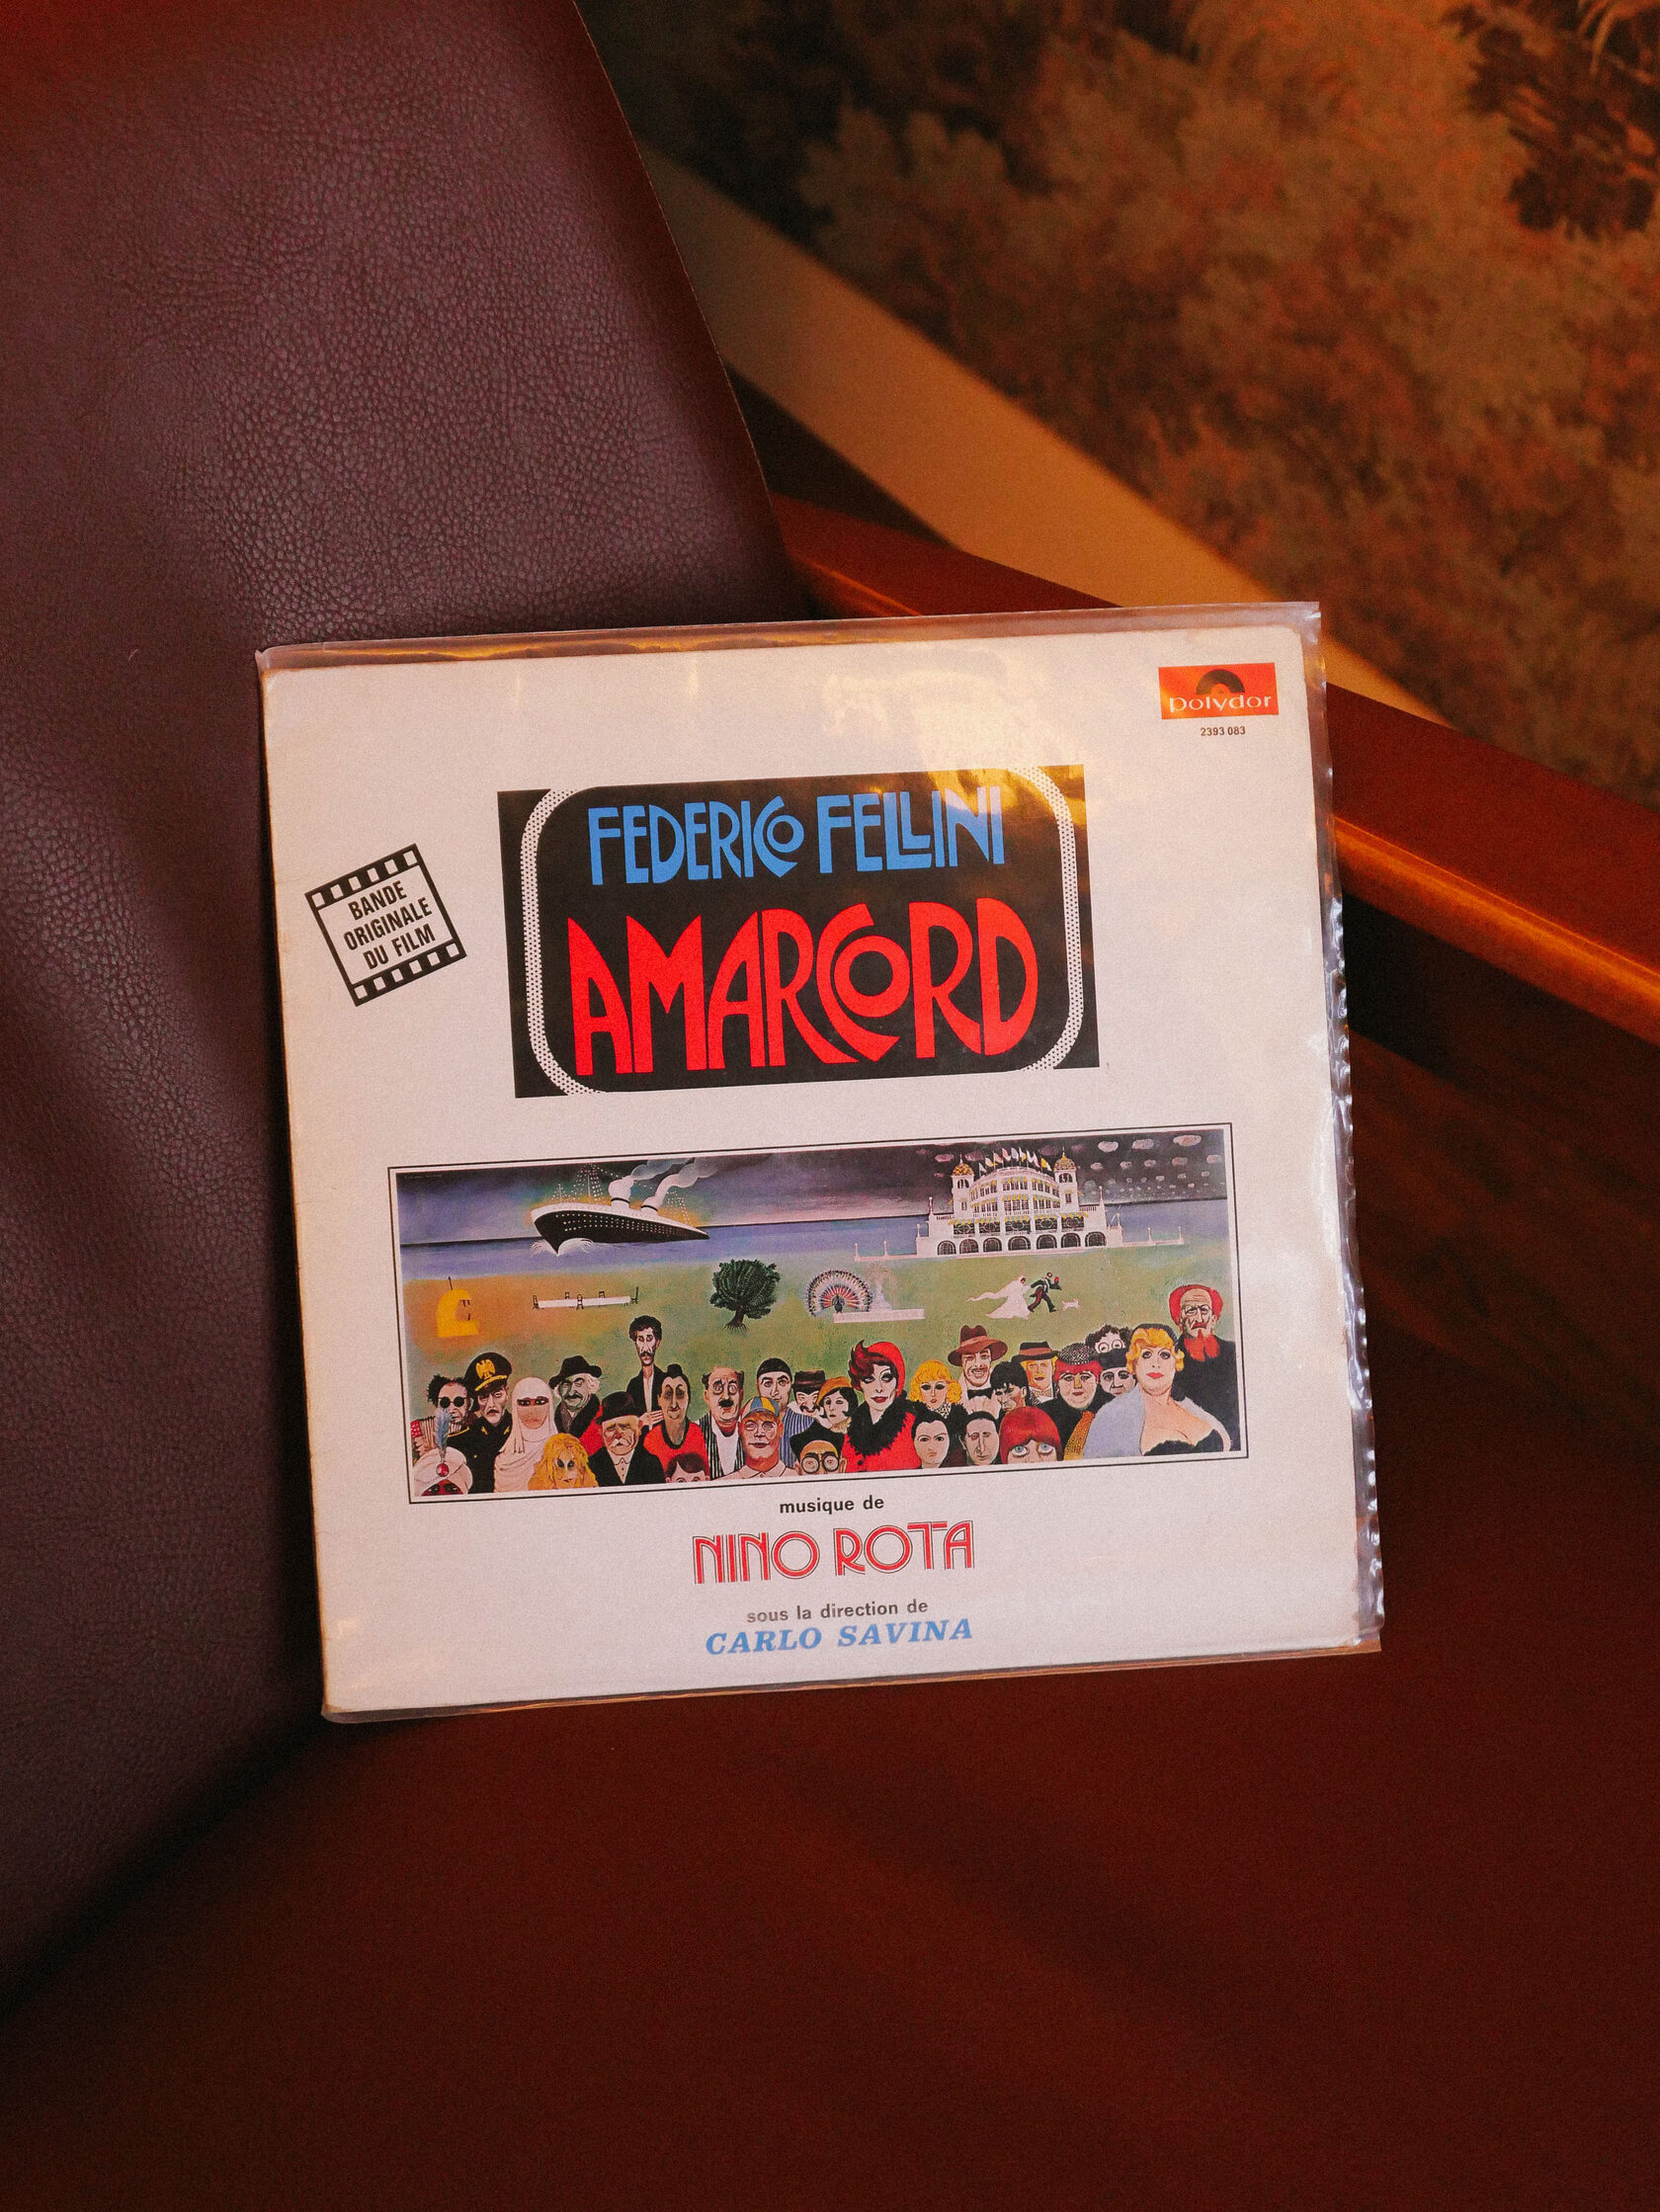 polydor
2393 083
FEDERICO FELLINI
AMARCORD
BANDE
ORIGINALE
DU FILM
musique de
NINO ROTA
sous la direction de
CARLO SAVINA